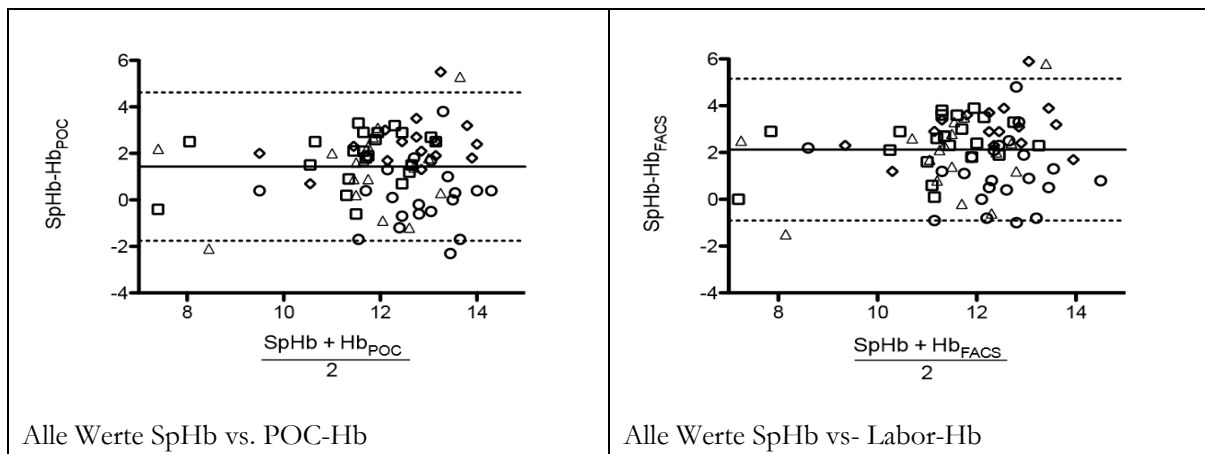 6
4
2
0
-2
-4
SpHb-Hb_POC
8 10 12 14
SpHb + Hb_POC
2
Alle Werte SpHb vs. POC-Hb
6
4
2
0
-2
-4
SpHb-Hb_FACS
8 10 12 14
SpHb + Hb_FACS
2
Alle Werte SpHb vs- Labor-Hb